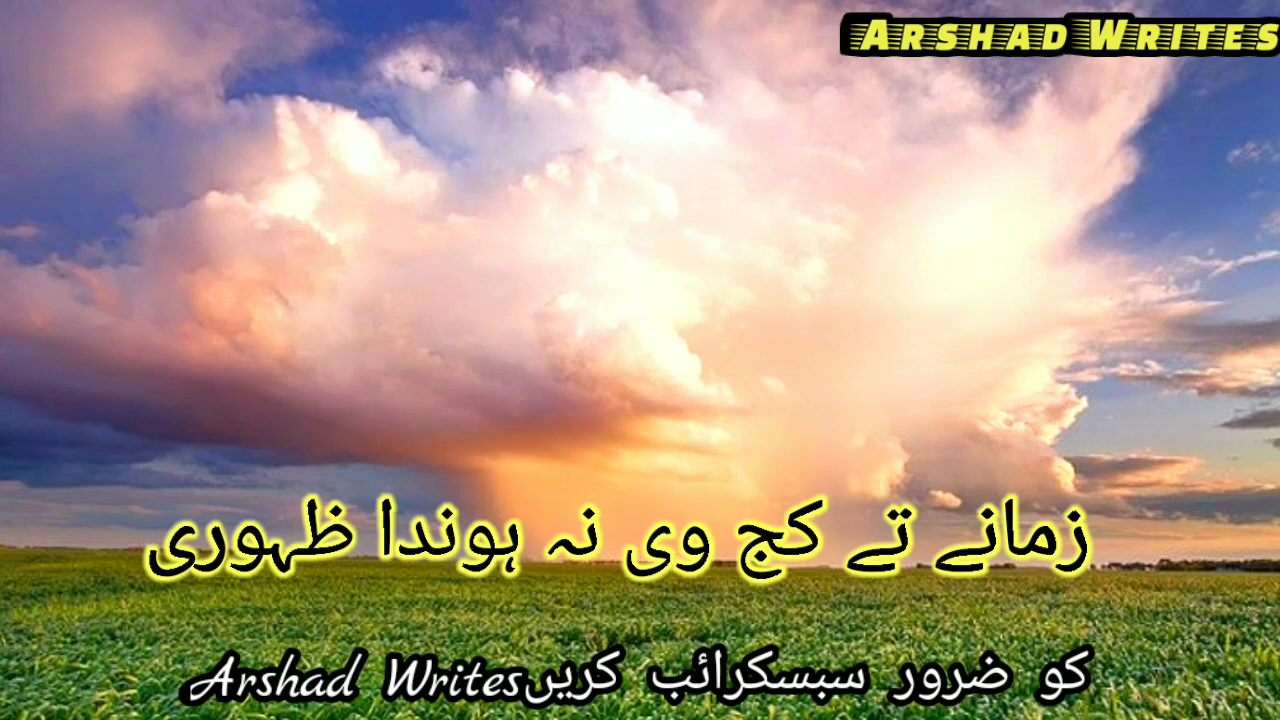 ARSHAD WRITES
زمانے تے کج وی نہ ہوندا ظہوری
Arshad Writesکو ضرور سبسکرائب کریں